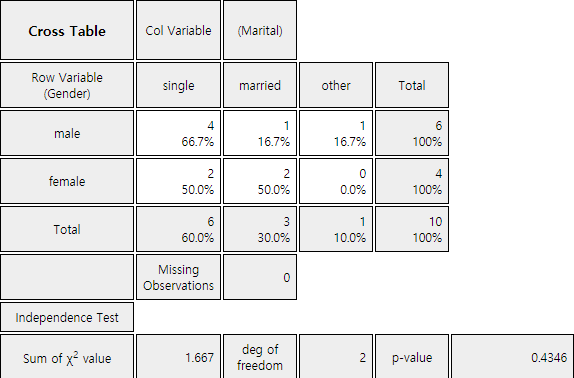 Cross Table Col Variable (Marital)
Row Variable
(Gender) single married other Total
male 4 1 1 6
66.7% 16.7% 16.7% 100%
female 2 2 0 4
50.0% 50.0% 0.0% 100%
Total 6 3 1 10
60.0% 30.0% 10.0% 100%
Missing
Observations 0
Independence Test
Sum of χ² value 1.667 deg of
freedom 2 p-value 0.4346